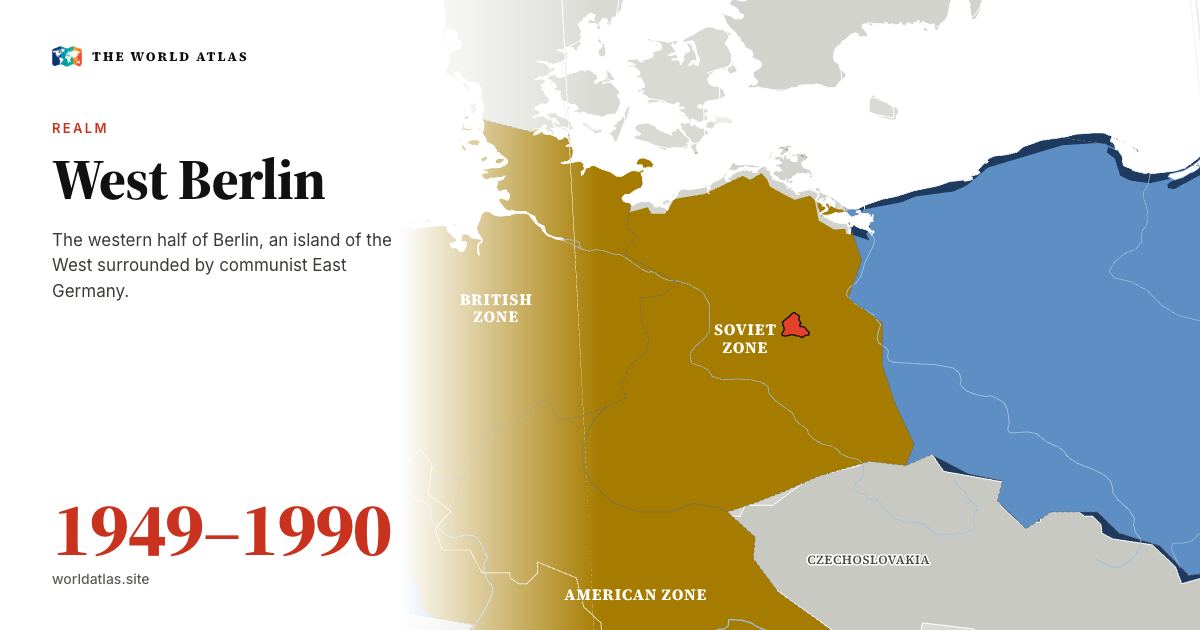 THE WORLD ATLAS
REALM
West Berlin
The western half of Berlin, an island of the
West surrounded by communist East
Germany.
1949–1990
worldatlas.site
BRITISH
ZONE
SOVIET
ZONE
CZECHOSLOVAKIA
AMERICAN ZONE